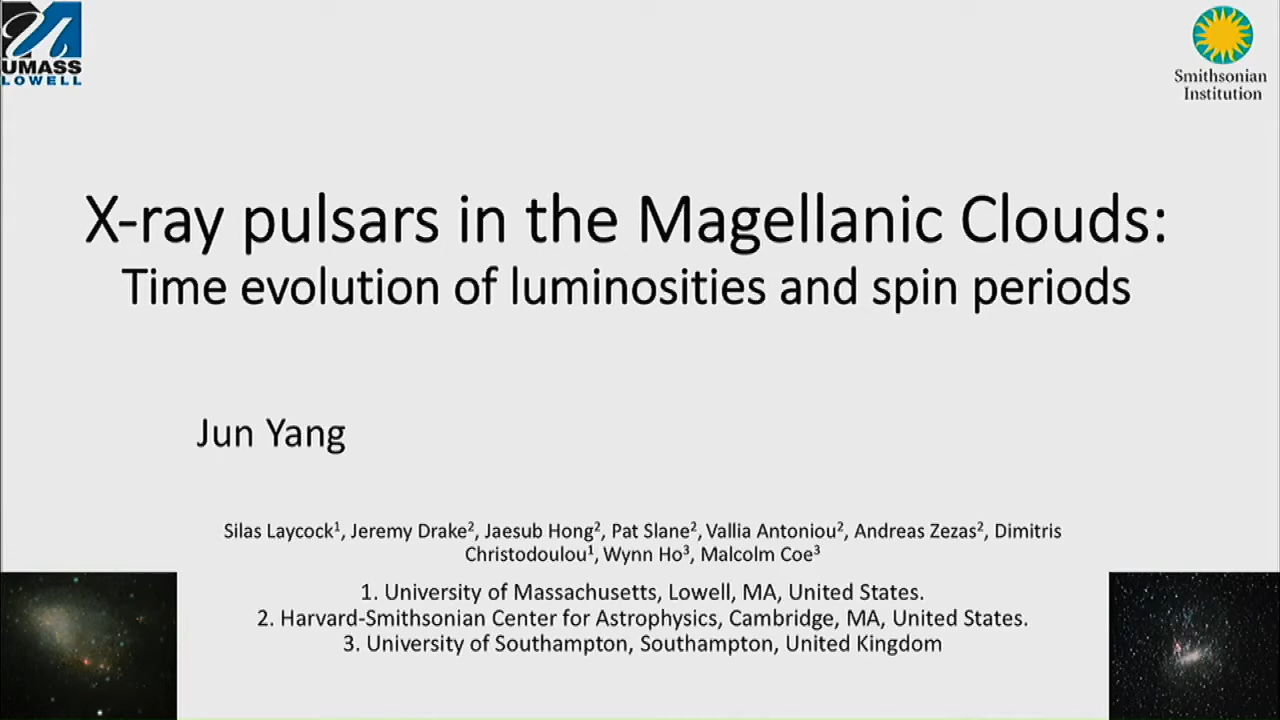 UMASS
LOWELL
Smithsonian
Institution
X-ray pulsars in the Magellanic Clouds:
Time evolution of luminosities and spin periods
Jun Yang
Silas Laycock¹, Jeremy Drake², Jaesub Hong², Pat Slane², Vallia Antoniou², Andreas Zezas², Dimitris
Christodoulou¹, Wynn Ho³, Malcolm Coe³
1. University of Massachusetts, Lowell, MA, United States.
2. Harvard-Smithsonian Center for Astrophysics, Cambridge, MA, United States.
3. University of Southampton, Southampton, United Kingdom